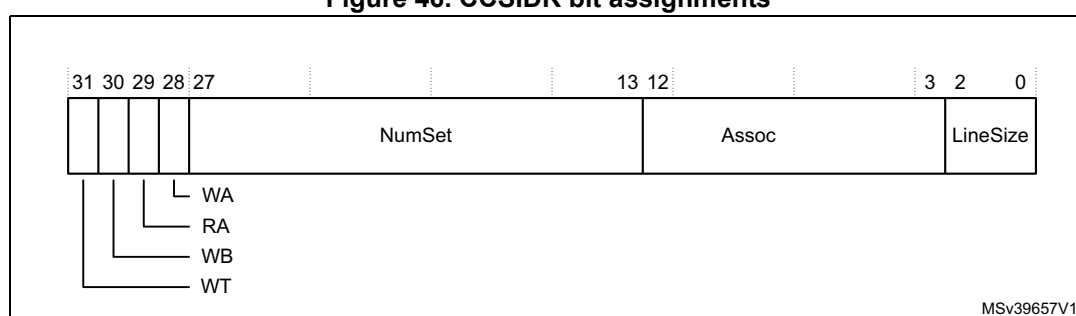 Figure 46. CCSIDR bit assignments
31 30 29 28 27 13 12 3 2 0
NumSet Assoc LineSize
WA
RA
WB
WT
MSv39657V1